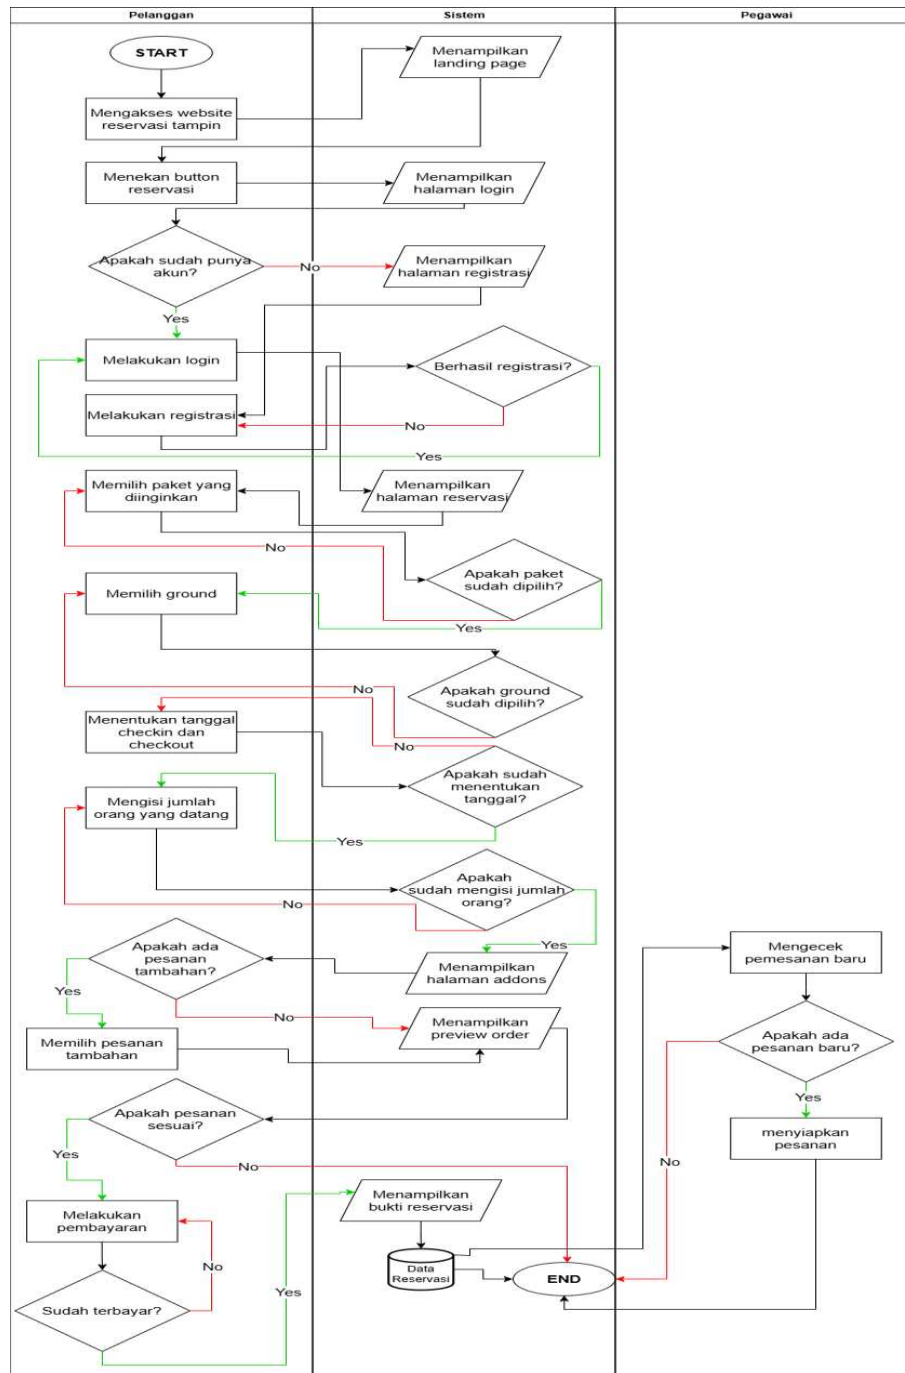 Pelanggan
Sistem
Pegawai
START
Menampilkan
landing page
Mengakses website
reservasi tampin
Menekan button
reservasi
Menampilkan
halaman login
Apakah sudah punya
akun?
No
Menampilkan
halaman registrasi
Yes
Melakukan login
Berhasil registrasi?
Melakukan registrasi
No
Yes
Memilih paket yang
diinginkan
Menampilkan
halaman reservasi
No
Apakah paket
sudah dipilih?
Memilih ground
Yes
Apakah ground
sudah dipilih?
No
Menentukan tanggal
checkin dan
checkout
No
Apakah sudah
menentukan
tanggal?
Mengisi jumlah
orang yang datang
Yes
Apakah
sudah mengisi jumlah
orang?
No
Yes
Apakah ada
pesanan
tambahan?
Menampilkan
halaman addons
Mengecek
pemesanan baru
Yes
No
Menampilkan
preview order
Memilih pesanan
tambahan
Apakah ada
pesanan baru?
Yes
Apakah pesanan
sesuai?
menyiapkan
pesanan
Yes
No
No
Menampilkan
bukti reservasi
Melakukan
pembayaran
No
Data
Reservasi
END
Sudah terbayar?
Yes